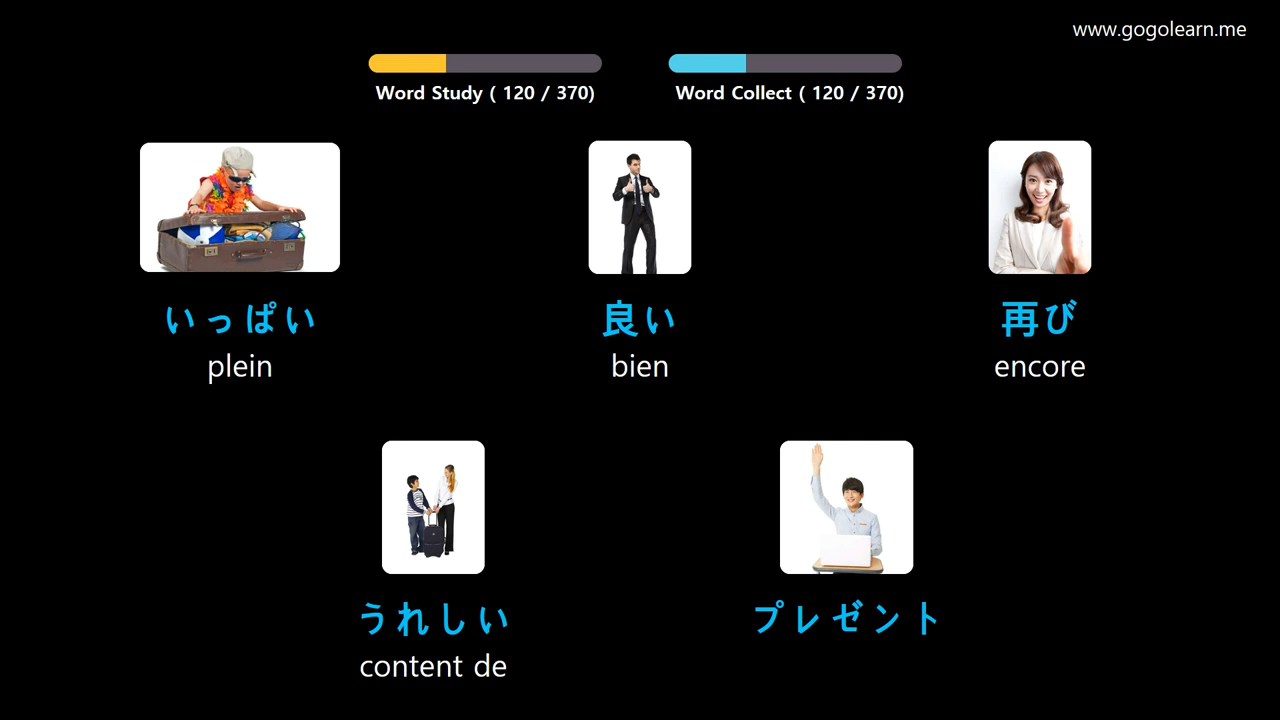 www.gogolearn.me
Word Study ( 120 / 370)
Word Collect ( 120 / 370)
いっぱい
plein
良い
bien
再び
encore
うれしい
content de
プレゼント